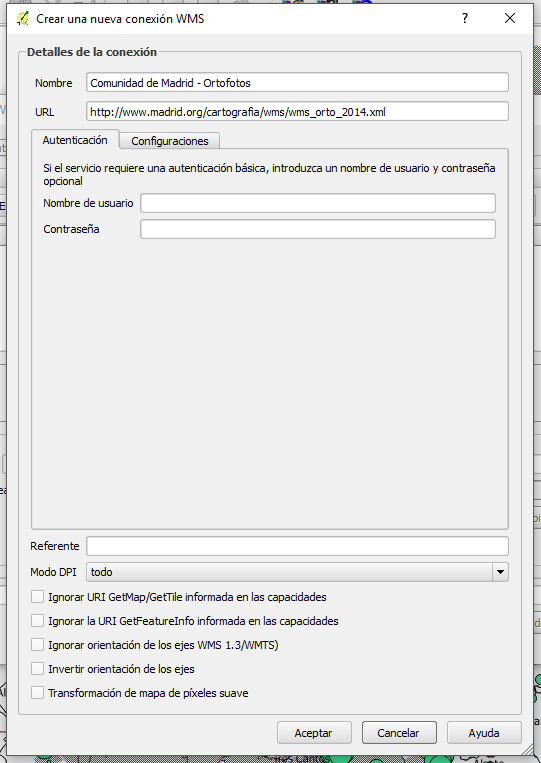 Crear una nueva conexión WMS
?
Detalles de la conexión
Nombre Comunidad de Madrid - Ortofotos
URL http://www.madrid.org/cartografia/wms/wms_orto_2014.xml
Autenticación Configuraciones
Si el servicio requiere una autenticación básica, introduzca un nombre de usuario y contraseña
opcional
Nombre de usuario
Contraseña
Referente
Modo DPI todo
Ignorar URI GetMap/GetTile informada en las capacidades
Ignorar la URI GetFeatureInfo informada en las capacidades
Ignorar orientación de los ejes WMS 1.3/WMTS)
Invertir orientación de los ejes
Transformación de mapa de píxeles suave
Aceptar Cancelar Ayuda
Tres Cantos